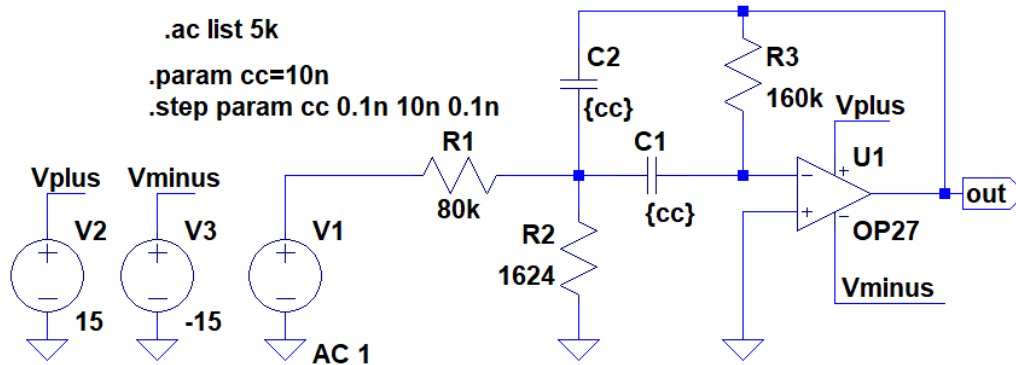 .ac list 5k
.param cc=10n
.step param cc 0.1n 10n 0.1n
C2
{cc}
R3
160k
Vplus
R1
80k
C1
{cc}
U1
+
−
+
−
OP27
out
Vplus
Vminus
V2
+
−
15
V3
+
−
-15
V1
+
−
AC 1
R2
1624
Vminus